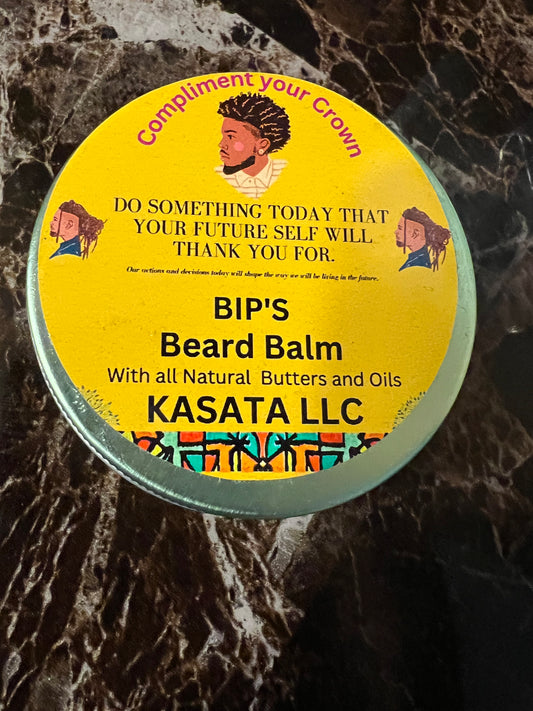 Compliment your Crown
DO SOMETHING TODAY THAT
YOUR FUTURE SELF WILL
THANK YOU FOR.
Our actions and decisions today will shape the way we will be living in the future.
BIP'S
Beard Balm
With all Natural Butters and Oils
KASATA LLC